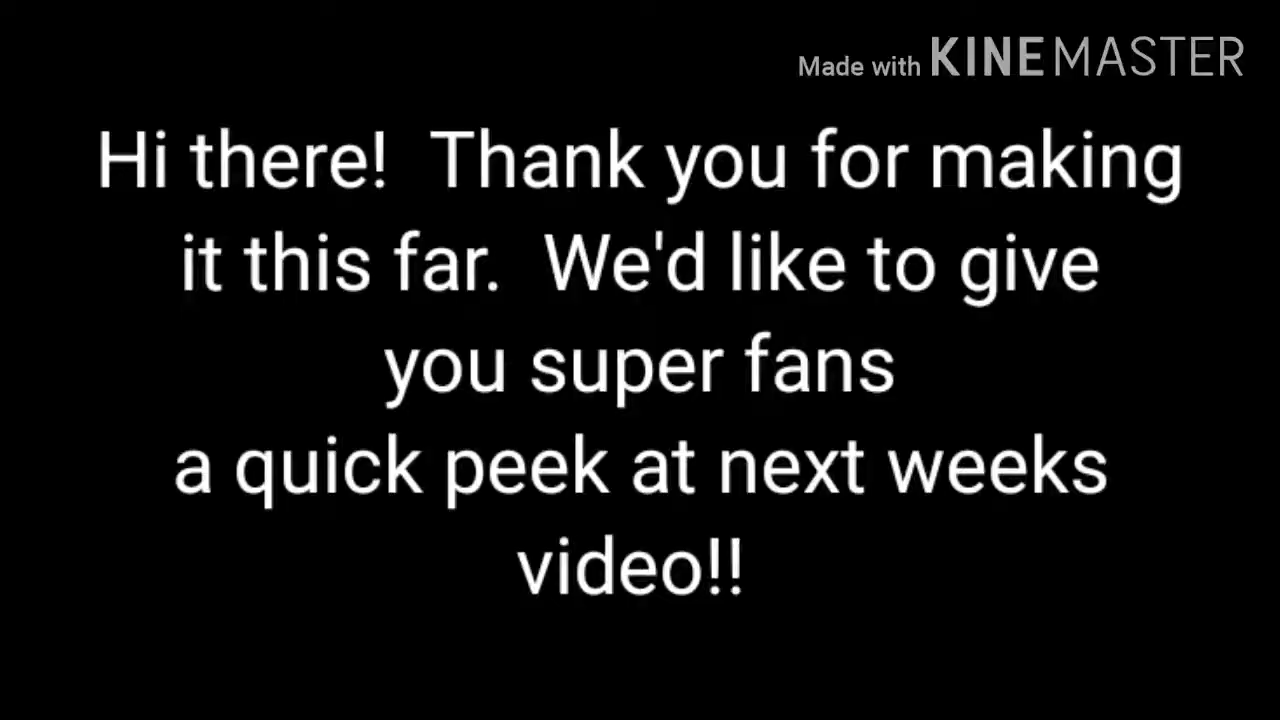 Made with KINEMASTER
Hi there!  Thank you for making
it this far.  We'd like to give
you super fans
a quick peek at next weeks
video!!